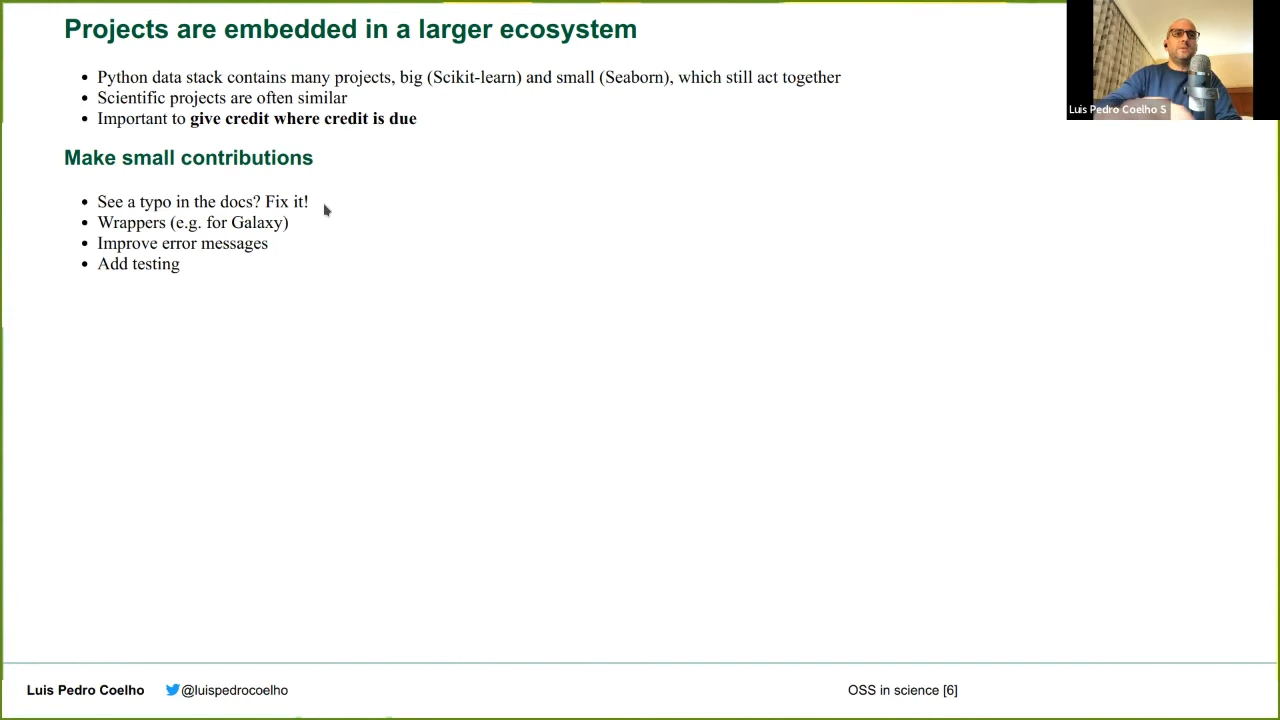 Projects are embedded in a larger ecosystem
Python data stack contains many projects, big (Scikit-learn) and small (Seaborn), which still act together
Scientific projects are often similar
Important to give credit where credit is due
Make small contributions
See a typo in the docs? Fix it!
Wrappers (e.g. for Galaxy)
Improve error messages
Add testing
Luis Pedro Coelho S
Luis Pedro Coelho @luispedrocoelho OSS in science [6]